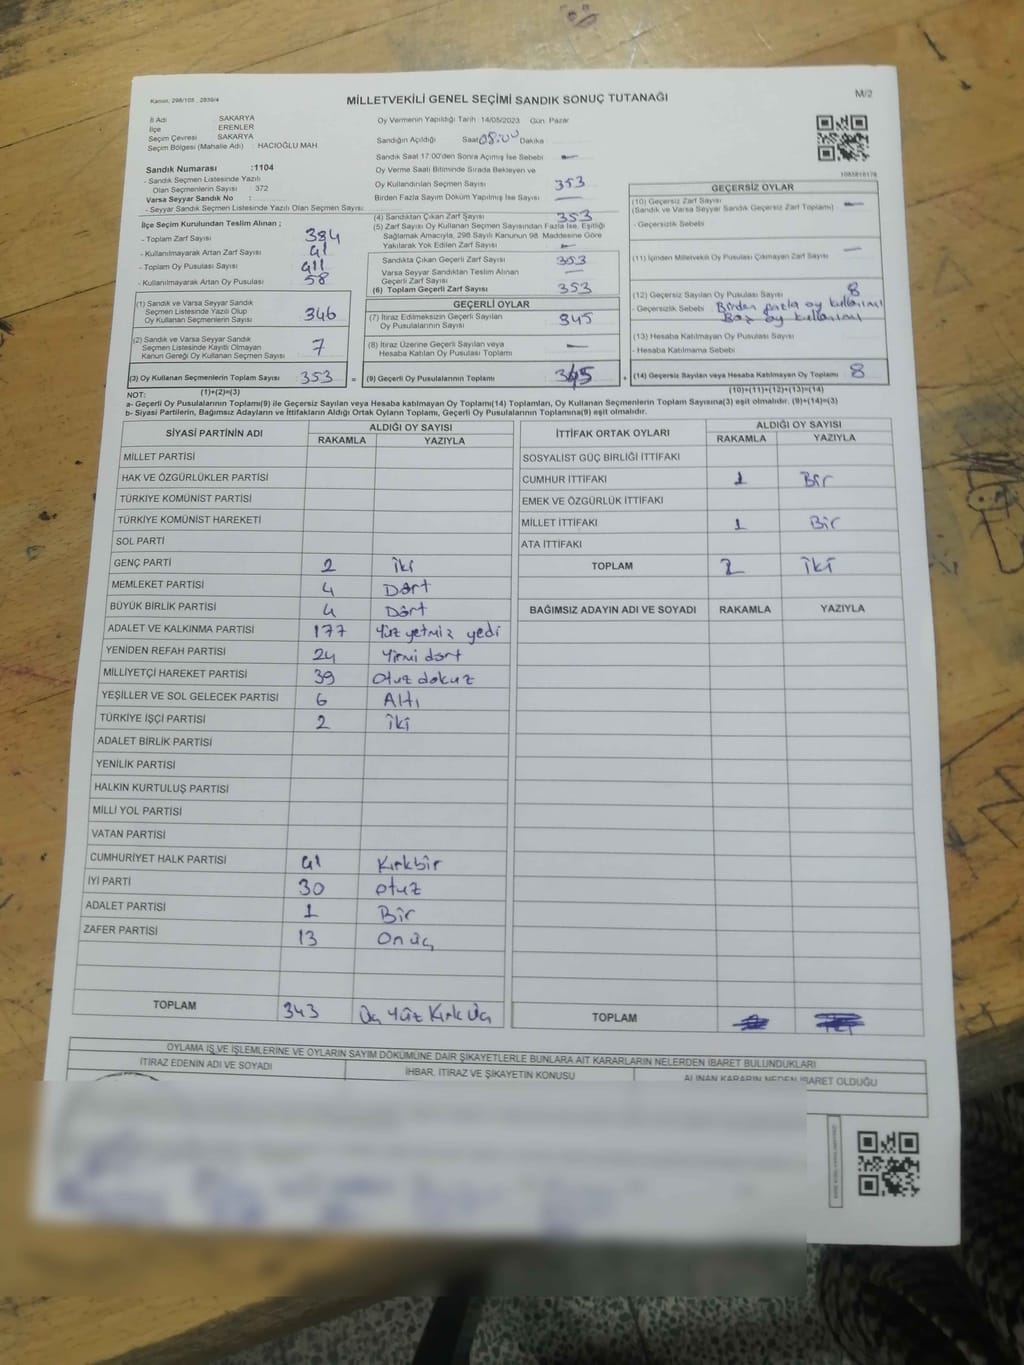 Kanun: 298/105 , 2839/4
MİLLETVEKİLİ GENEL SEÇİMİ SANDIK SONUÇ TUTANAĞI
M/2
İl Adı SAKARYA
İlçe ERENLER
Seçim Çevresi SAKARYA
Seçim Bölgesi (Mahalle Adı) : HACIOĞLU MAH.
Sandık Numarası :1104
- Sandık Seçmen Listesinde Yazılı
Olan Seçmenlerin Sayısı : 372
Varsa Seyyar Sandık No :
- Seyyar Sandık Seçmen Listesinde Yazılı Olan Seçmen Sayısı:
Oy Vermenin Yapıldığı Tarih 14/05/2023 Gün Pazar
Sandığın Açıldığı Saat 08:00 Dakika
Sandık Saat 17:00'den Sonra Açılmış İse Sebebi —
Oy Verme Saati Bitiminde Sırada Bekleyen ve
Oy Kullandırılan Seçmen Sayısı 353
Birden Fazla Sayım Döküm Yapılmış İse Sayısı —
1083818178
İlçe Seçim Kurulundan Teslim Alınan ;
- Toplam Zarf Sayısı 384
- Kullanılmayarak Artan Zarf Sayısı 41
- Toplam Oy Pusulası Sayısı 411
- Kullanılmayarak Artan Oy Pusulası 58
(1) Sandık ve Varsa Seyyar Sandık
Seçmen Listesinde Yazılı Olup
Oy Kullanan Seçmenlerin Sayısı 346
(2) Sandık ve Varsa Seyyar Sandık
Seçmen Listesinde Kayıtlı Olmayan
Kanun Gereği Oy Kullanan Seçmen Sayısı 7
(3) Oy Kullanan Seçmenlerin Toplam Sayısı 353 =
(1)+(2)=(3)
(4) Sandıktan Çıkan Zarf Sayısı 353
(5) Zarf Sayısı Oy Kullanan Seçmen Sayısından Fazla İse, Eşitliği
Sağlamak Amacıyla, 298 Sayılı Kanunun 98. Maddesine Göre
Yakılarak Yok Edilen Zarf Sayısı —
Sandıkta Çıkan Geçerli Zarf Sayısı 353
Varsa Seyyar Sandıktan Teslim Alınan
Geçerli Zarf Sayısı —
(6) Toplam Geçerli Zarf Sayısı 353
GEÇERLİ OYLAR
(7) İtiraz Edilmeksizin Geçerli Sayılan
Oy Pusulalarının Sayısı 345
(8) İtiraz Üzerine Geçerli Sayılan veya
Hesaba Katılan Oy Pusulası Toplamı —
(9) Geçerli Oy Pusulalarının Toplamı 345 +
GEÇERSİZ OYLAR
(10) Geçersiz Zarf Sayısı
(Sandık ve Varsa Seyyar Sandık Geçersiz Zarf Toplamı) —
- Geçersizlik Sebebi
(11) İçinden Milletvekili Oy Pusulası Çıkmayan Zarf Sayısı —
(12) Geçersiz Sayılan Oy Pusulası Sayısı 8
- Geçersizlik Sebebi Birden fazla oy kullanımı
Boş oy kullanımı
(13) Hesaba Katılmayan Oy Pusulası Sayısı
- Hesaba Katılmama Sebebi
(14) Geçersiz Sayılan veya Hesaba Katılmayan Oy Toplamı 8
(10)+(11)+(12)+(13)=(14)
NOT:
a- Geçerli Oy Pusulalarının Toplamı(9) ile Geçersiz Sayılan veya Hesaba Katılmayan Oy Toplamı(14) Toplamları, Oy Kullanan Seçmenlerin Toplam Sayısına(3) eşit olmalıdır. (9)+(14)=(3)
b- Siyasi Partilerin, Bağımsız Adayların ve İttifakların Aldığı Ortak Oyların Toplamı, Geçerli Oy Pusulalarının Toplamına(9) eşit olmalıdır.
SİYASİ PARTİNİN ADI ALDIĞI OY SAYISI
RAKAMLA YAZIYLA
MİLLET PARTİSİ
HAK VE ÖZGÜRLÜKLER PARTİSİ
TÜRKİYE KOMÜNİST PARTİSİ
TÜRKİYE KOMÜNİST HAREKETİ
SOL PARTİ
GENÇ PARTİ 2 iki
MEMLEKET PARTİSİ 4 Dört
BÜYÜK BİRLİK PARTİSİ 4 Dört
ADALET VE KALKINMA PARTİSİ 177 Yüz yetmiz yedi
YENİDEN REFAH PARTİSİ 24 Yirmi dört
MİLLİYETÇİ HAREKET PARTİSİ 39 Otuz dokuz
YEŞİLLER VE SOL GELECEK PARTİSİ 6 Altı
TÜRKİYE İŞÇİ PARTİSİ 2 iki
ADALET BİRLİK PARTİSİ
YENİLİK PARTİSİ
HALKIN KURTULUŞ PARTİSİ
MİLLİ YOL PARTİSİ
VATAN PARTİSİ
CUMHURİYET HALK PARTİSİ 41 Kırkbir
İYİ PARTİ 30 otuz
ADALET PARTİSİ 1 Bir
ZAFER PARTİSİ 13 Onüç
TOPLAM 343 Üç Yüz Kırk Üç
İTTİFAK ORTAK OYLARI ALDIĞI OY SAYISI
RAKAMLA YAZIYLA
SOSYALİST GÜÇ BİRLİĞİ İTTİFAKI
CUMHUR İTTİFAKI 1 Bir
EMEK VE ÖZGÜRLÜK İTTİFAKI
MİLLET İTTİFAKI 1 Bir
ATA İTTİFAKI
TOPLAM 2 iki
BAĞIMSIZ ADAYIN ADI VE SOYADI RAKAMLA YAZIYLA
TOPLAM
OYLAMA İŞ VE İŞLEMLERİNE VE OYLARIN SAYIM DÖKÜMÜNE DAİR ŞİKAYETLERLE BUNLARA AİT KARARLARIN NELERDEN İBARET BULUNDUKLARI
İTİRAZ EDENİN ADI VE SOYADI İHBAR, İTİRAZ VE ŞİKAYETİN KONUSU ALINAN KARARIN NEDEN İBARET OLDUĞU